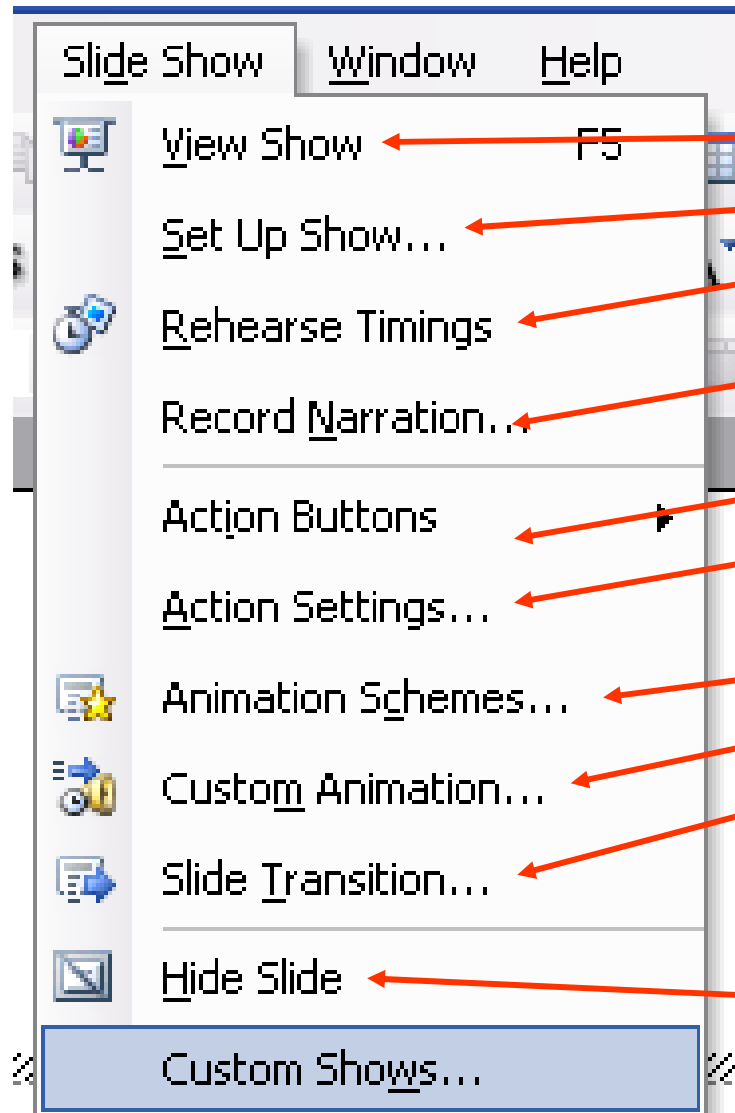 Slide Show Window Help
View Show F5
Set Up Show...
Rehearse Timings
Record Narration...
Action Buttons
Action Settings...
Animation Schemes...
Custom Animation...
Slide Transition...
Hide Slide
Custom Shows...